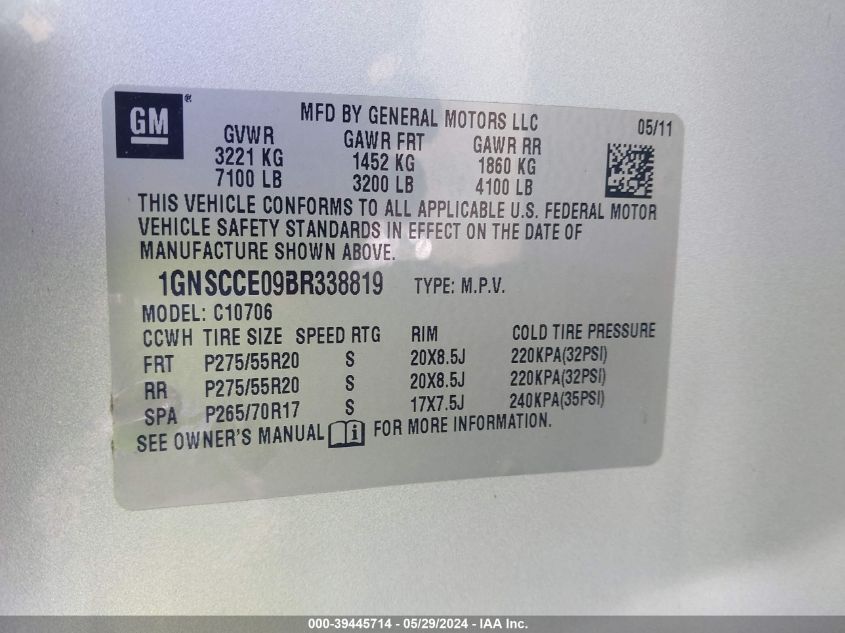 GM®
MFD BY GENERAL MOTORS LLC 05/11
GVWR GAWR FRT GAWR RR
3221 KG 1452 KG 1860 KG
7100 LB 3200 LB 4100 LB
THIS VEHICLE CONFORMS TO ALL APPLICABLE U.S. FEDERAL MOTOR
VEHICLE SAFETY STANDARDS IN EFFECT ON THE DATE OF
MANUFACTURE SHOWN ABOVE.
1GNSCCE09BR338819 TYPE: M.P.V.
MODEL: C10706
CCWH TIRE SIZE SPEED RTG RIM COLD TIRE PRESSURE
FRT P275/55R20 S 20X8.5J 220KPA(32PSI)
RR P275/55R20 S 20X8.5J 220KPA(32PSI)
SPA P265/70R17 S 17X7.5J 240KPA(35PSI)
SEE OWNER'S MANUAL i FOR MORE INFORMATION.
000-39445714 - 05/29/2024 - IAA Inc.